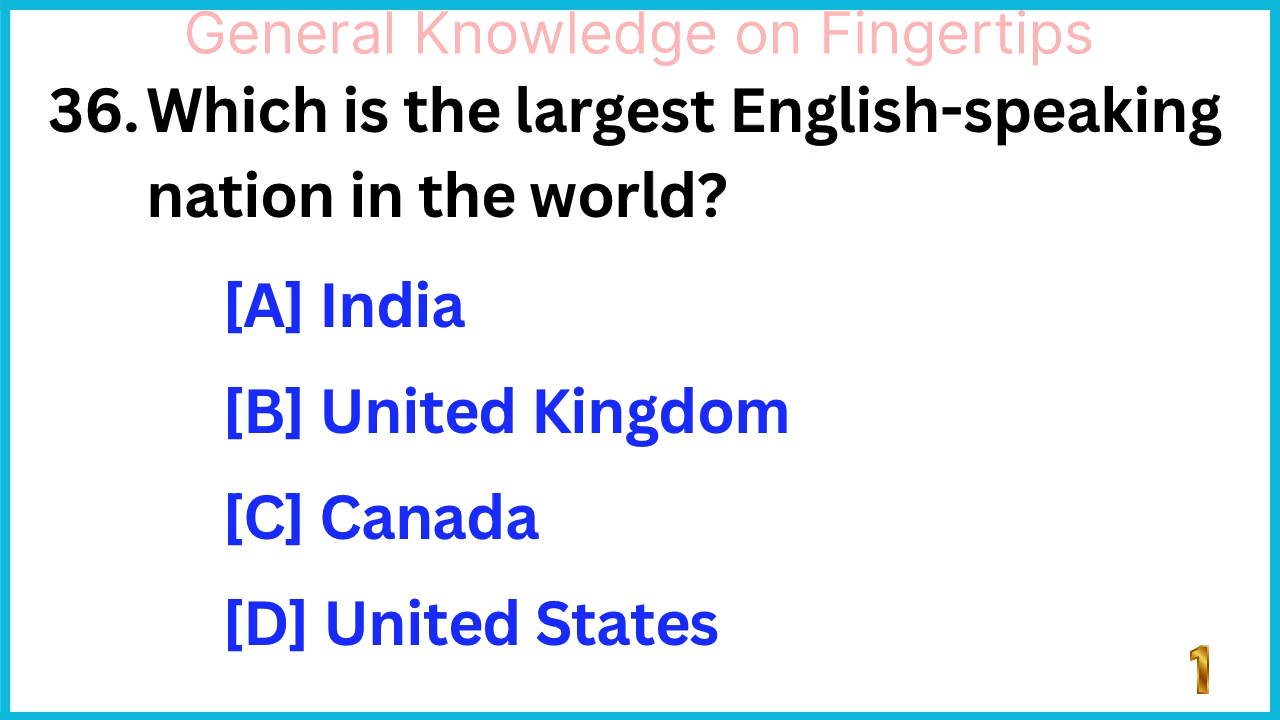 General Knowledge on Fingertips
36. Which is the largest English-speaking
nation in the world?
[A] India
[B] United Kingdom
[C] Canada
[D] United States
1